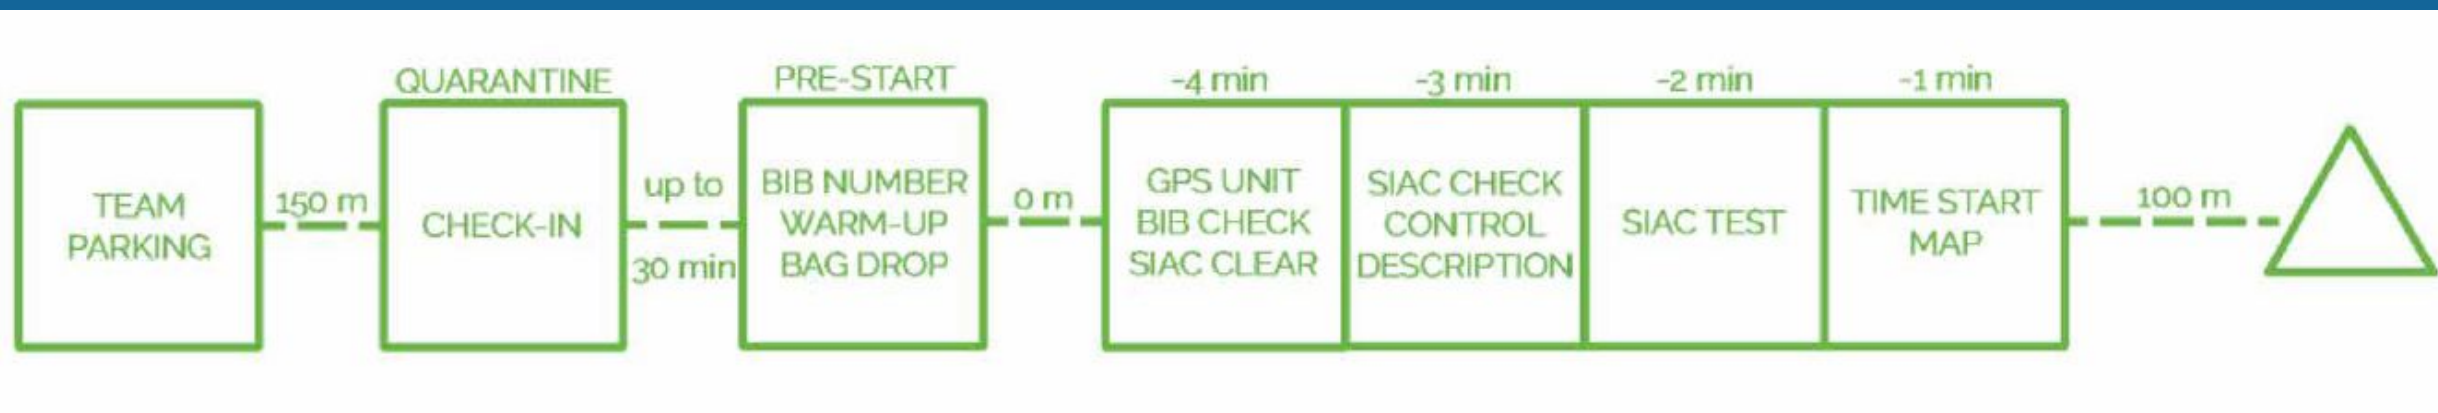 TEAM
PARKING
150 m
QUARANTINE
CHECK-IN
up to
30 min
PRE-START
BIB NUMBER
WARM-UP
BAG DROP
0 m
-4 min
GPS UNIT
BIB CHECK
SIAC CLEAR
-3 min
SIAC CHECK
CONTROL
DESCRIPTION
-2 min
SIAC TEST
-1 min
TIME START
MAP
100 m